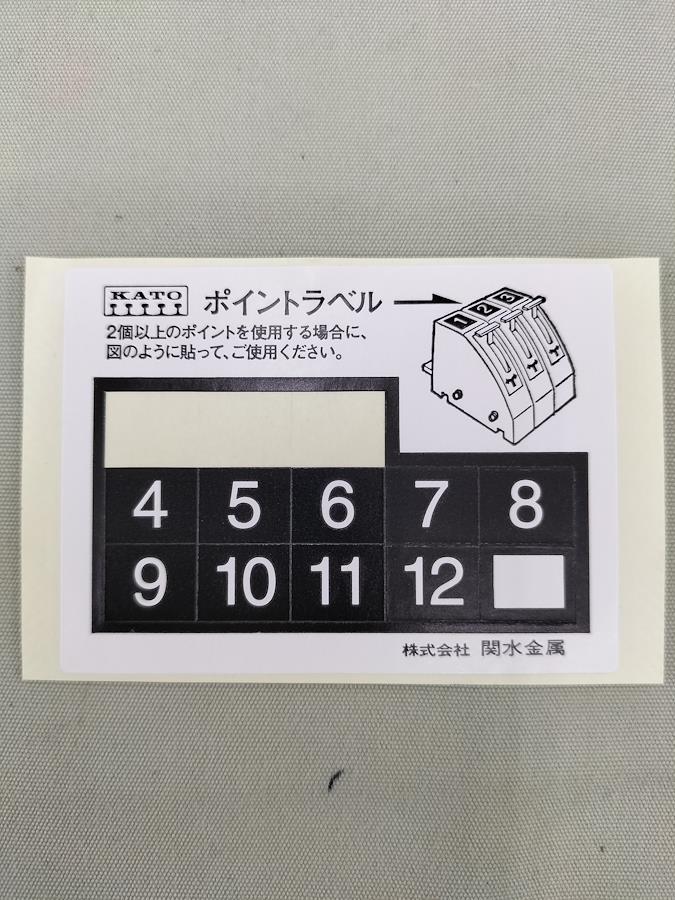 KATO ポイントラベル
2個以上のポイントを使用する場合に、
図のように貼って、ご使用ください。
1 2 3
4 5 6 7 8
9 10 11 12
株式会社 関水金属